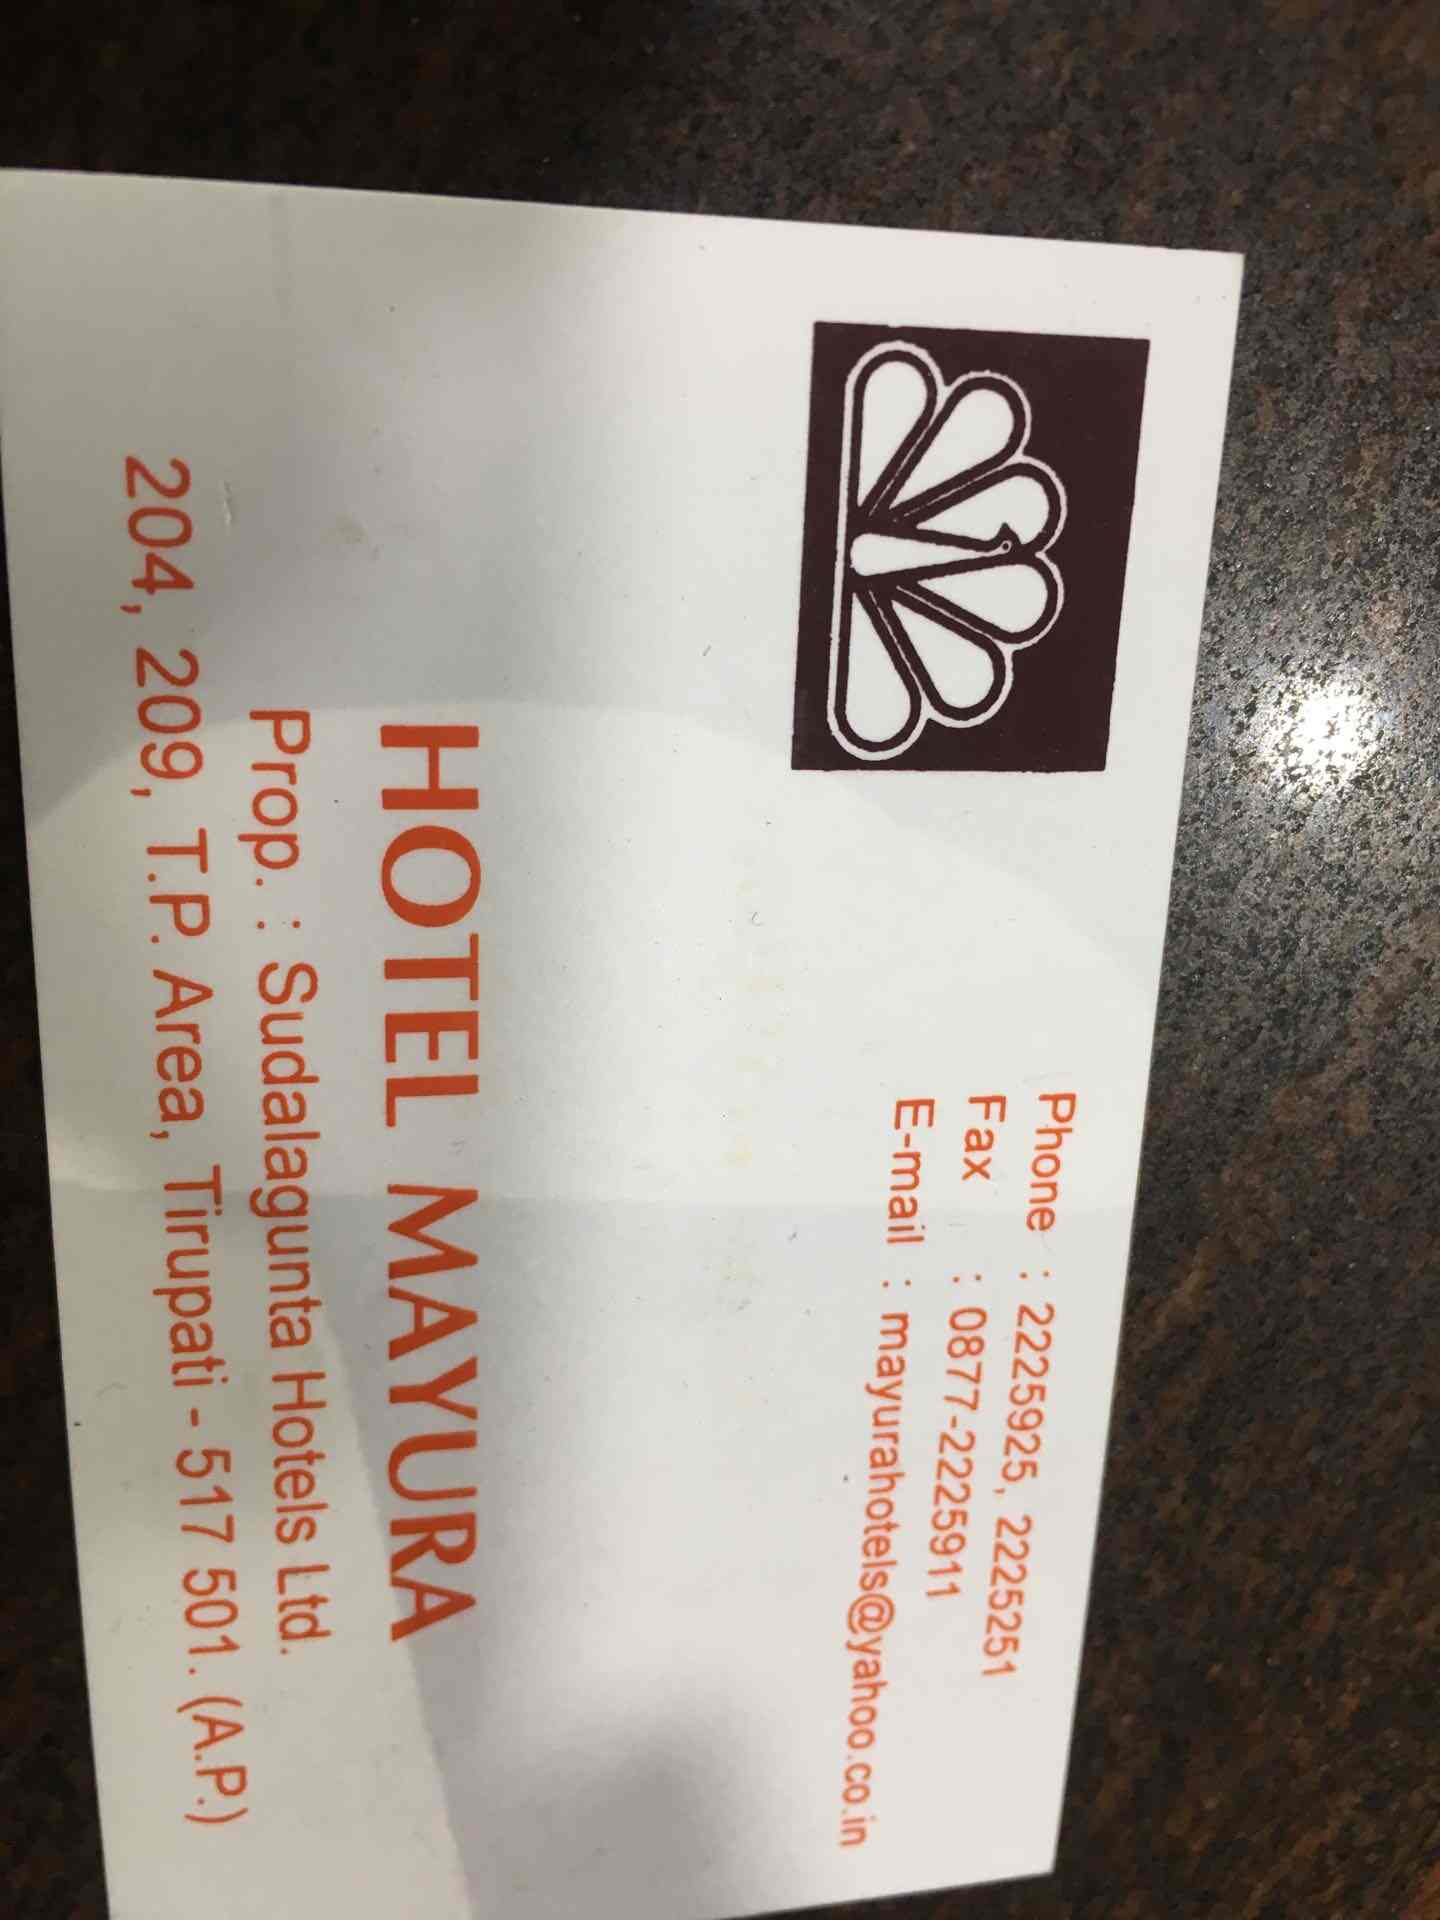 Phone : 2225925, 2225251
Fax : 0877-2225911
E-mail : mayurahotels@yahoo.co.in
HOTEL MAYURA
Prop. : Sudalagunta Hotels Ltd.
204, 209, T.P. Area, Tirupati - 517 501. (A.P.)